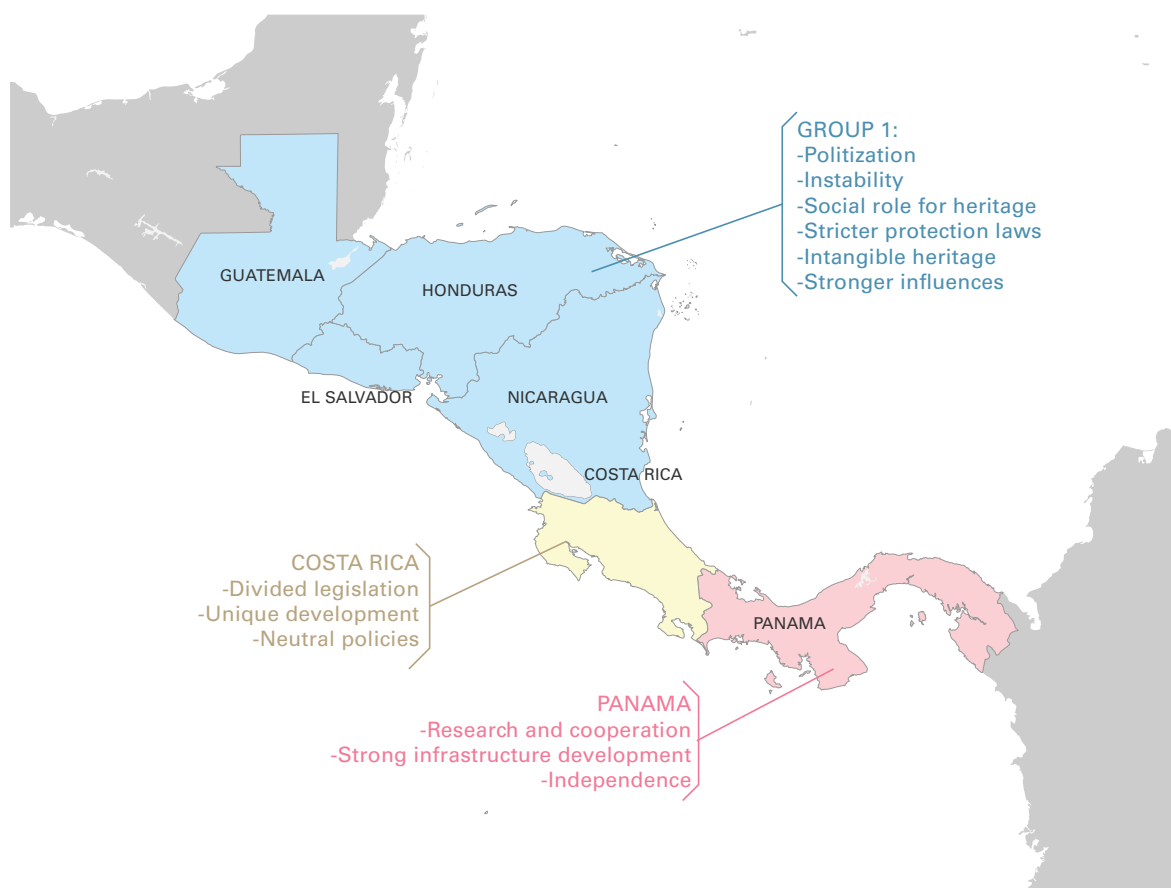 GROUP 1:
-Politization
-Instability
-Social role for heritage
-Stricter protection laws
-Intangible heritage
-Stronger influences
GUATEMALA
HONDURAS
EL SALVADOR
NICARAGUA
COSTA RICA
COSTA RICA
-Divided legislation
-Unique development
-Neutral policies
PANAMA
PANAMA
-Research and cooperation
-Strong infrastructure development
-Independence